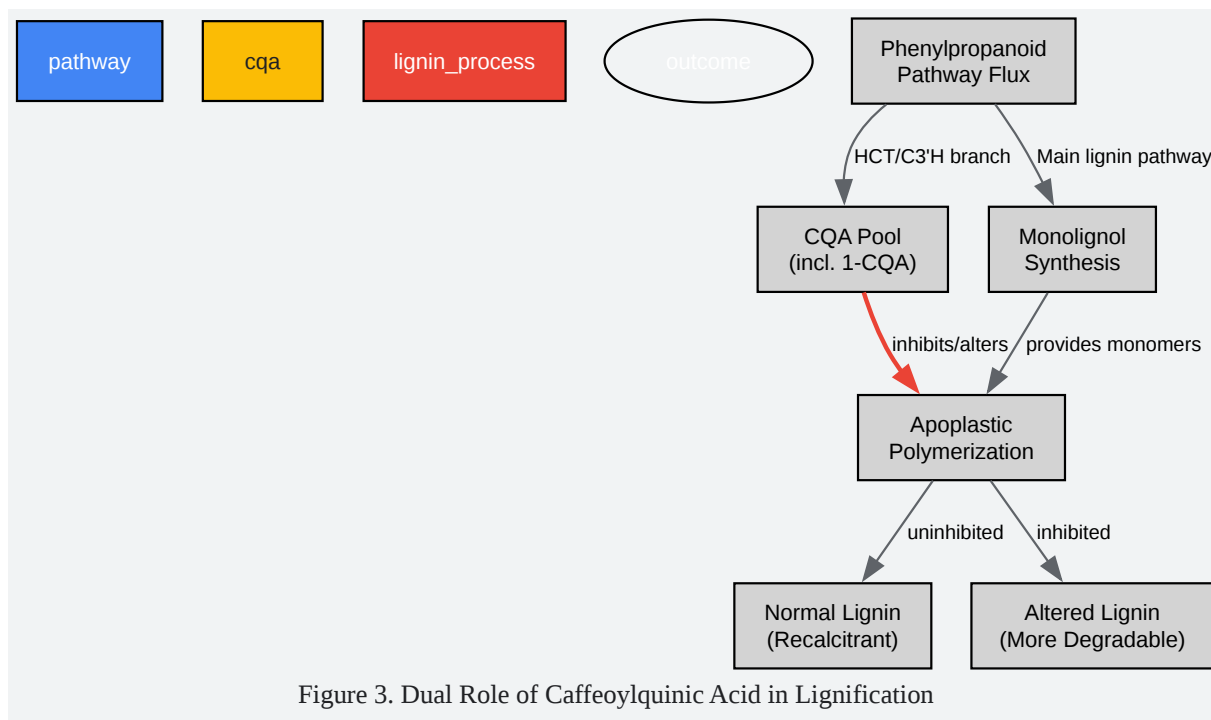 pathway
cqa
lignin_process
outcome
Phenylpropanoid
Pathway Flux
HCT/C3'H branch
Main lignin pathway
CQA Pool
(incl. 1-CQA)
Monolignol
Synthesis
inhibits/alters
provides monomers
Apoplastic
Polymerization
uninhibited
inhibited
Normal Lignin
(Recalcitrant)
Altered Lignin
(More Degradable)
Figure 3. Dual Role of Caffeoylquinic Acid in Lignification